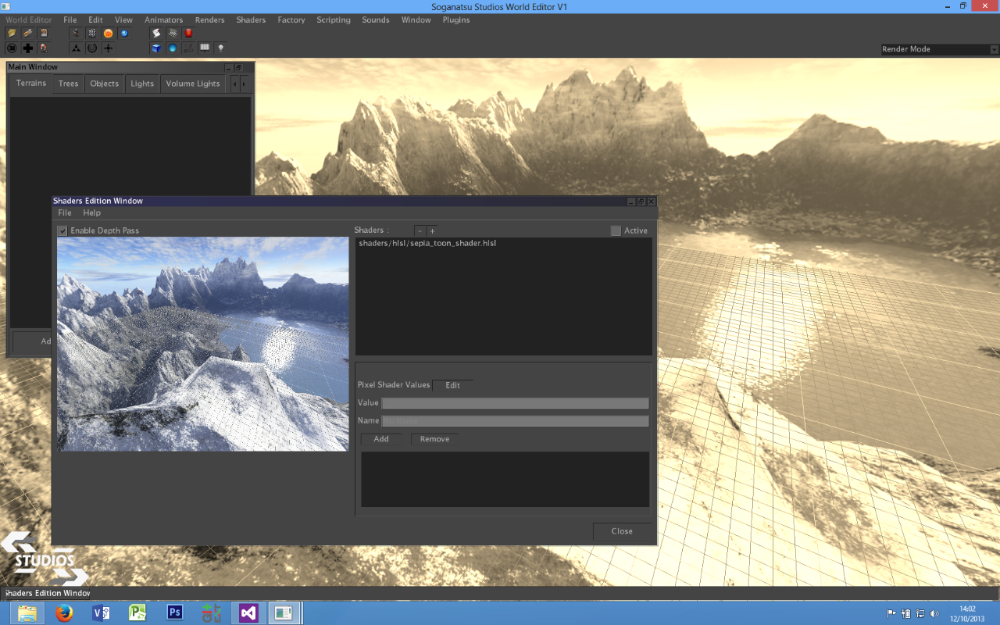 Soganatsu Studios World Editor V1
World Editor File Edit View Animators Renders Shaders Factory Scripting Sounds Window Plugins
Render Mode
Main Window
Terrains Trees Objects Lights Volume Lights
Ad
Shaders Edition Window
File Help
Enable Depth Pass
Shaders : - +
Active
shaders/hlsl/sepia_toon_shader.hlsl
Pixel Shader Values Edit
Value
Name No Name
Add Remove
Close
STUDIOS
Shaders Edition Window
Ps
14:02
12/10/2013